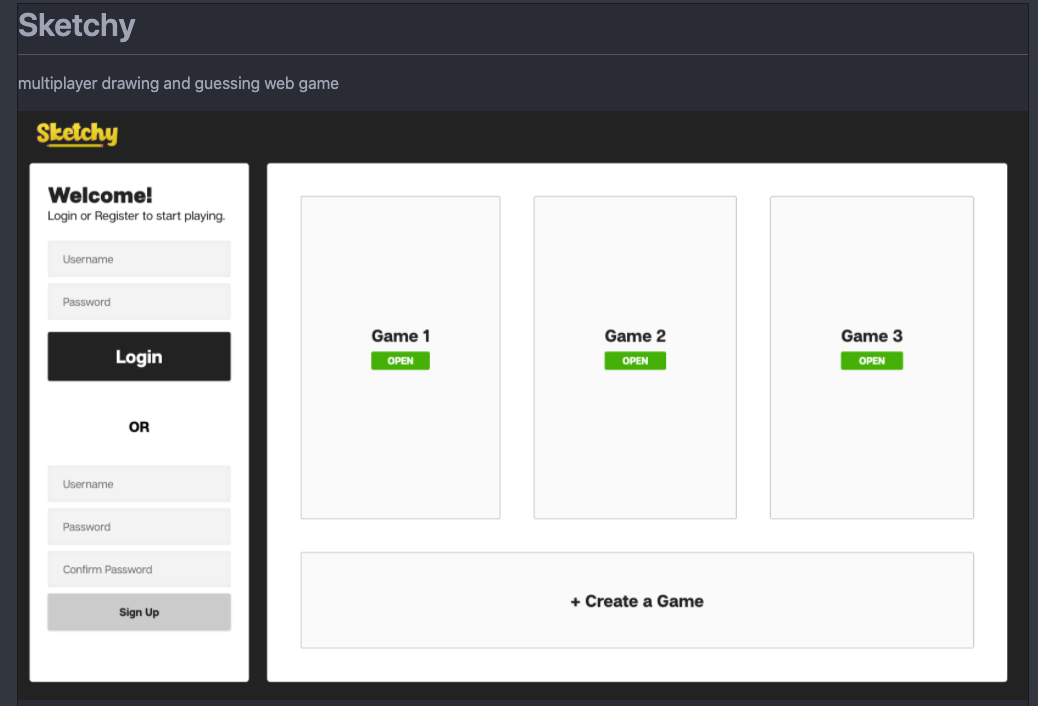 Sketchy
multiplayer drawing and guessing web game
Sketchy
Welcome!
Login or Register to start playing.
Username
Password
Login
OR
Username
Password
Confirm Password
Sign Up
Game 1
OPEN
Game 2
OPEN
Game 3
OPEN
+ Create a Game